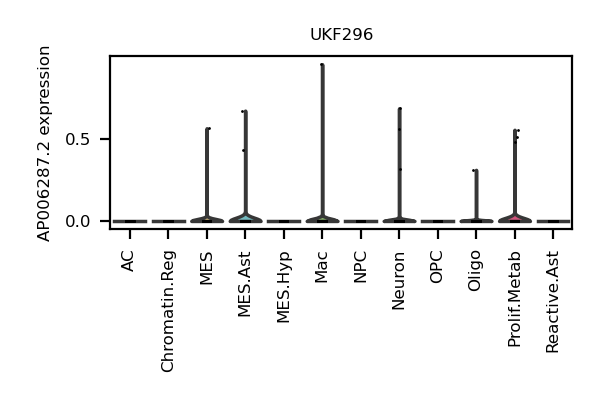 UKF296
AP006287.2 expression
0.5
0.0
AC
Chromatin.Reg
MES
MES.Ast
MES.Hyp
Mac
NPC
Neuron
OPC
Oligo
Prolif.Metab
Reactive.Ast